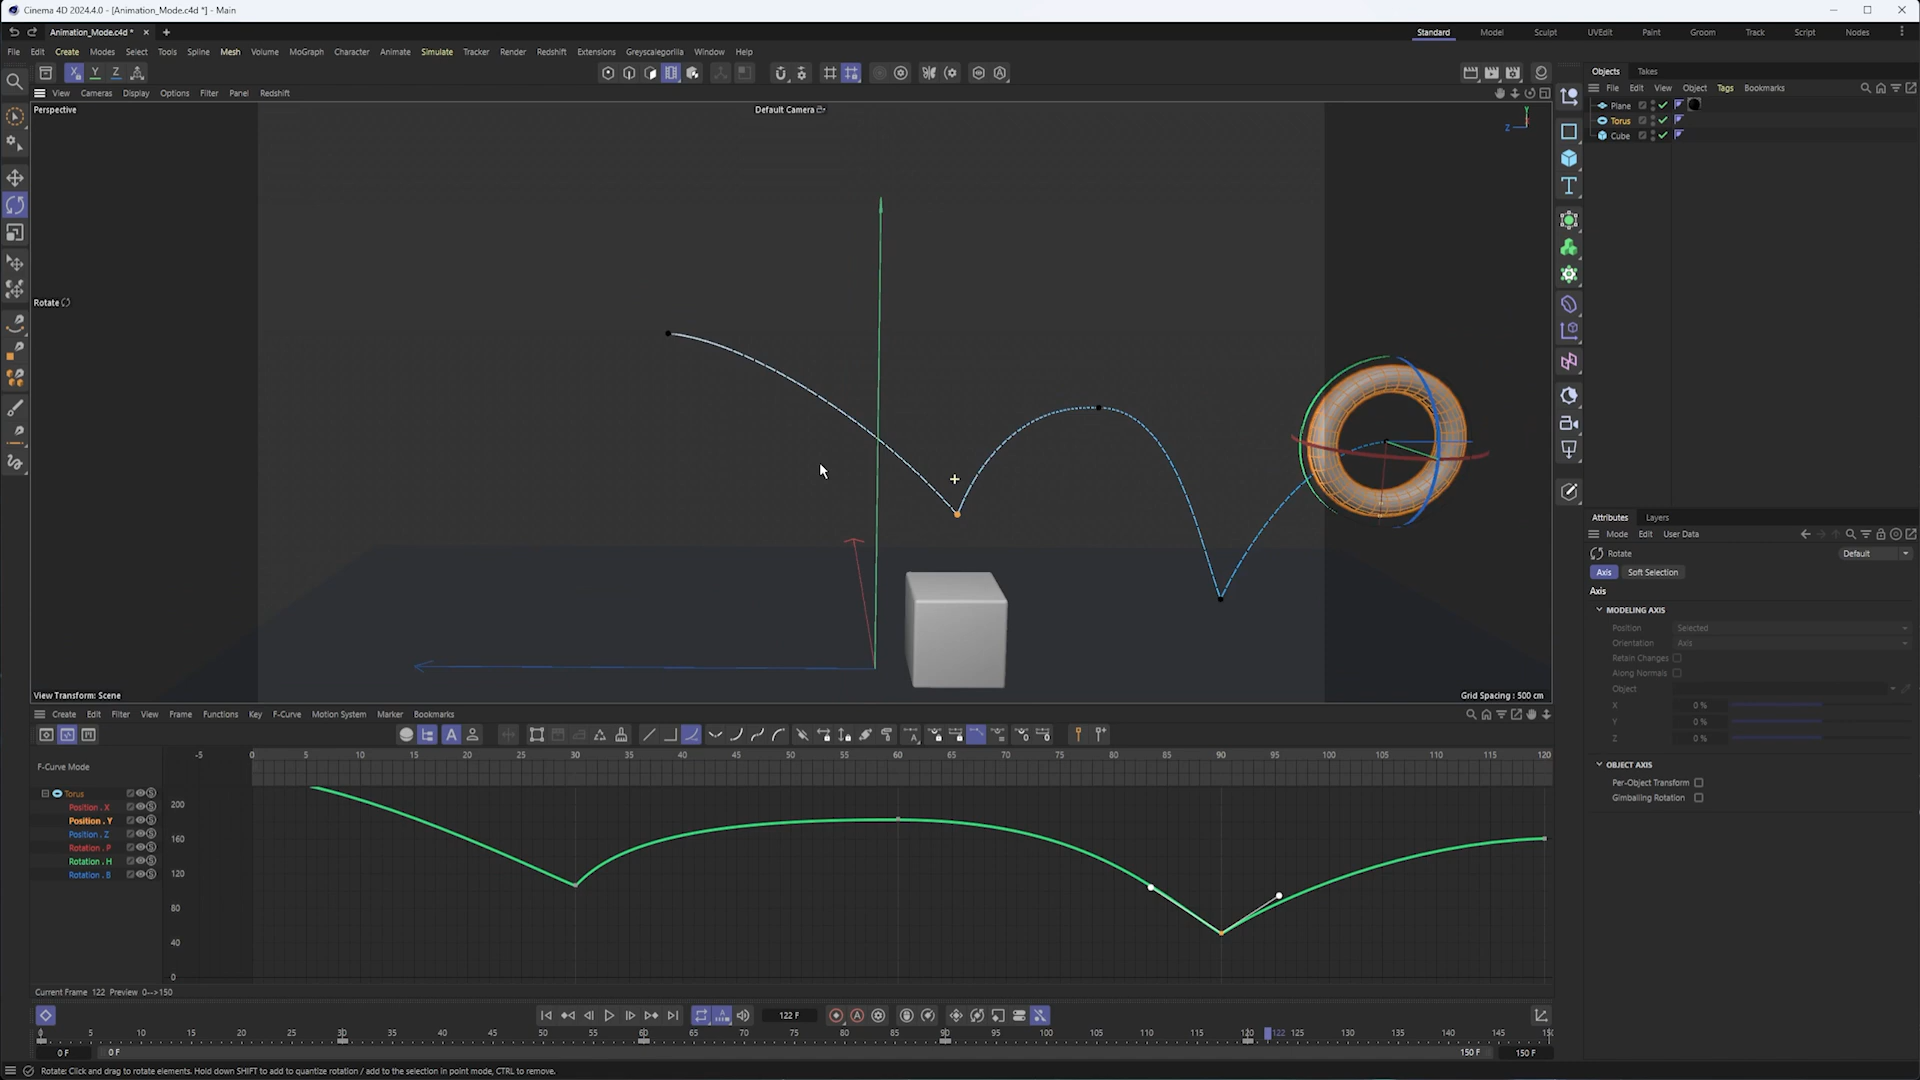 Cinema 4D 2024.4.0 - [Animation_Mode.c4d *] - Main
Animation_Mode.c4d *
Standard Model Sculpt UVEdit Paint Groom Track Script Nodes
File Edit Create Modes Select Tools Spline Mesh Volume MoGraph Character Animate Simulate Tracker Render Redshift Extensions Greyscalegorilla Window Help
X Y Z
View Cameras Display Options Filter Panel Redshift
Perspective
Default Camera
Y
Z
Rotate
View Transform: Scene
Grid Spacing : 500 cm
Objects Takes
File Edit View Object Tags Bookmarks
Plane
Torus
Cube
Attributes Layers
Mode Edit User Data
Rotate
Default
Axis Soft Selection
Axis
MODELING AXIS
Position Selected
Orientation Axis
Retain Changes
Along Normals
Object
X 0 %
Y 0 %
Z 0 %
OBJECT AXIS
Per-Object Transform
Gimballing Rotation
Create Edit Filter View Frame Functions Key F-Curve Motion System Marker Bookmarks
-5 0 5 10 15 20 25 30 35 40 45 50 55 60 65 70 75 80 85 90 95 100 105 110 115 120
F-Curve Mode
Torus
Position . X
Position . Y
Position . Z
Rotation . P
Rotation . H
Rotation . B
200
160
120
80
40
0
Current Frame 122 Preview 0-->150
122 F
0 5 10 15 20 25 30 35 40 45 50 55 60 65 70 75 80 85 90 95 100 105 110 115 120 122 125 130 135 140 145
0 F 0 F 150 F 150 F
Rotate: Click and drag to rotate elements. Hold down SHIFT to add to quantize rotation / add to the selection in point mode, CTRL to remove.